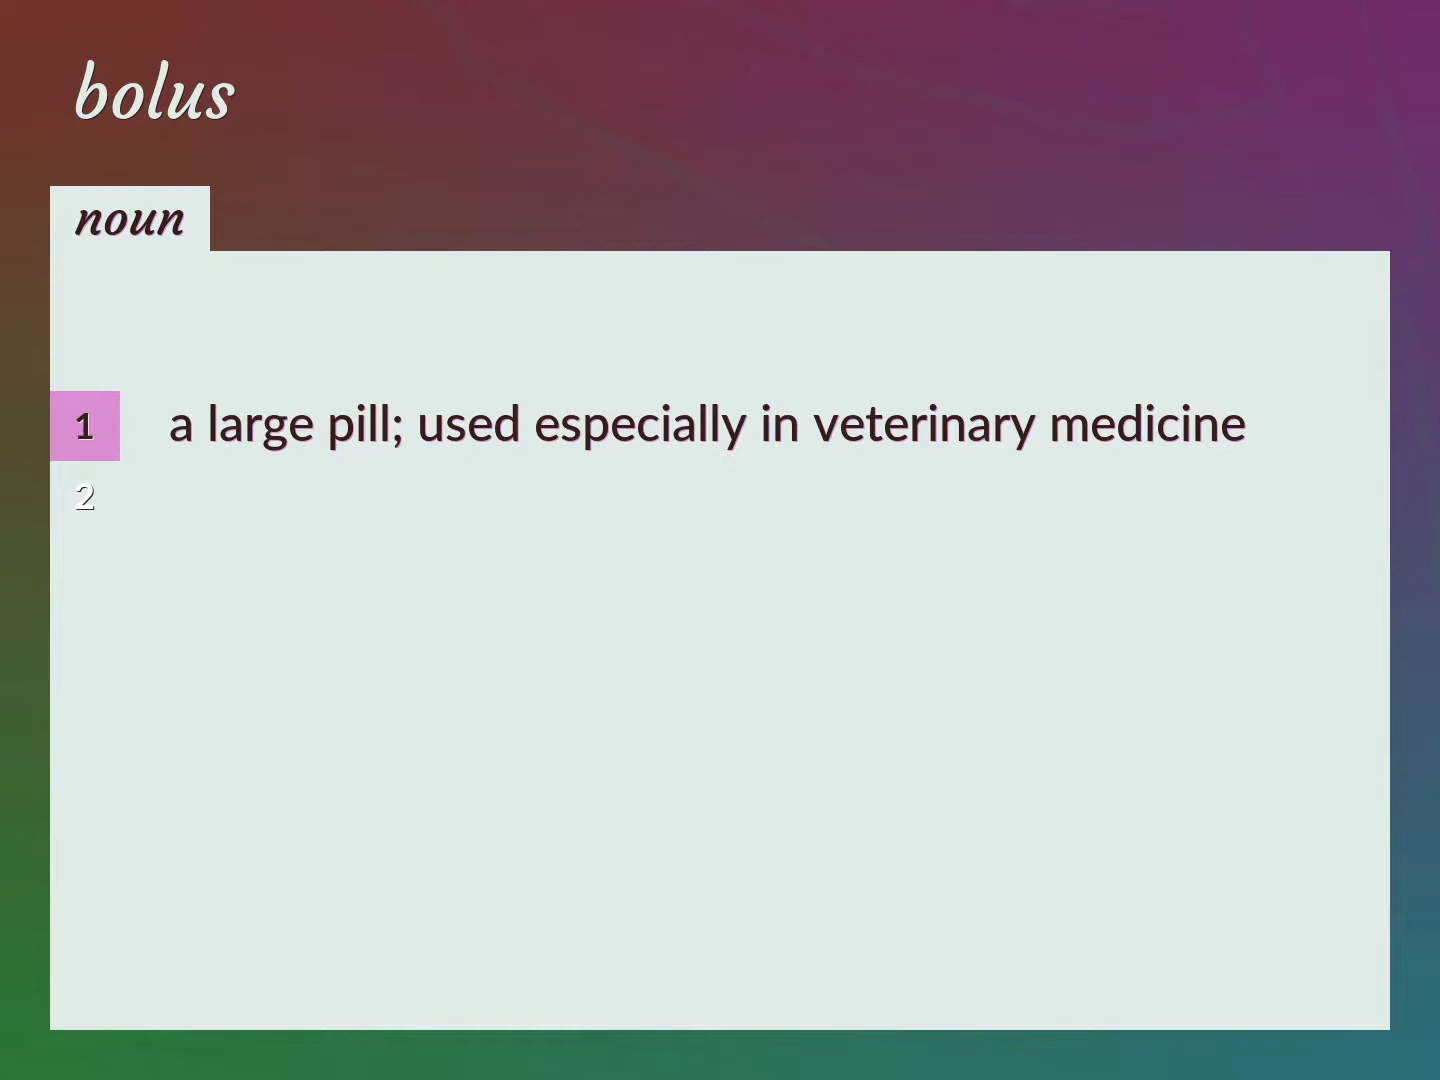 bolus
noun
1 a large pill; used especially in veterinary medicine
2